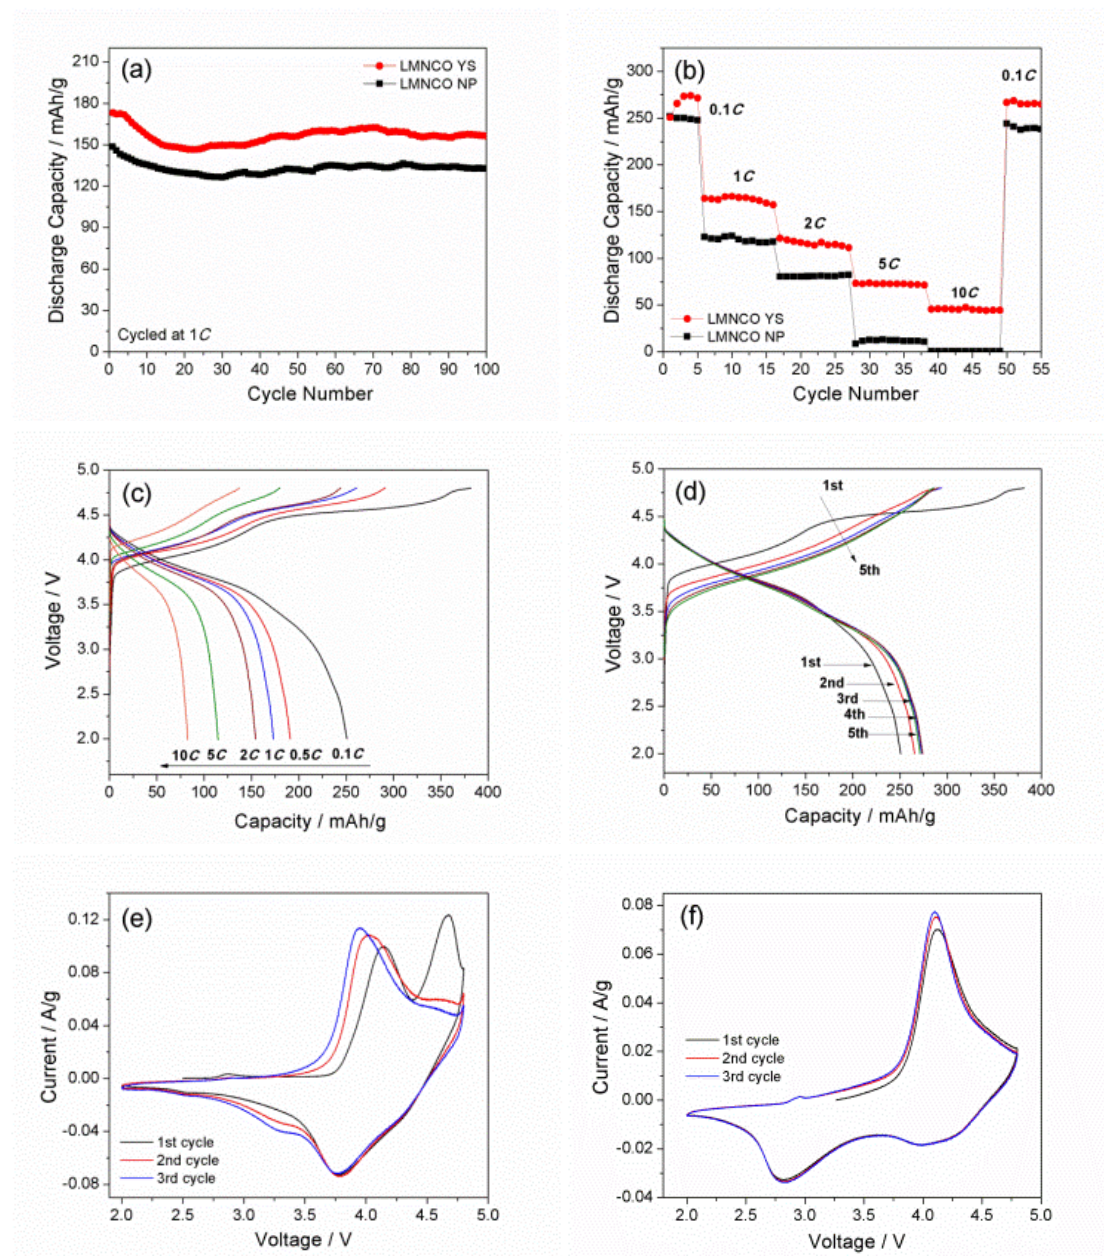 (a)
LMNCO YS
LMNCO NP
210
180
150
120
90
60
30
0
Cycled at 1C
0 10 20 30 40 50 60 70 80 90 100
Cycle Number
Discharge Capacity / mAh/g
(b)
0.1C
0.1C
1C
2C
5C
10C
LMNCO YS
LMNCO NP
300
250
200
150
100
50
0
0 5 10 15 20 25 30 35 40 45 50 55
Cycle Number
Discharge Capacity / mAh/g
(c)
5.0
4.5
4.0
3.5
3.0
2.5
2.0
10C 5C 2C 1C 0.5C 0.1C
0 50 100 150 200 250 300 350 400
Capacity / mAh/g
Voltage / V
(d)
1st
5th
1st
2nd
3rd
4th
5th
5.0
4.5
4.0
3.5
3.0
2.5
2.0
0 50 100 150 200 250 300 350 400
Capacity / mAh/g
Voltage / V
(e)
0.12
0.08
0.04
0.00
-0.04
-0.08
1st cycle
2nd cycle
3rd cycle
2.0 2.5 3.0 3.5 4.0 4.5 5.0
Voltage / V
Current / A/g
(f)
0.08
0.06
0.04
0.02
0.00
-0.02
-0.04
1st cycle
2nd cycle
3rd cycle
2.0 2.5 3.0 3.5 4.0 4.5 5.0
Voltage / V
Current / A/g